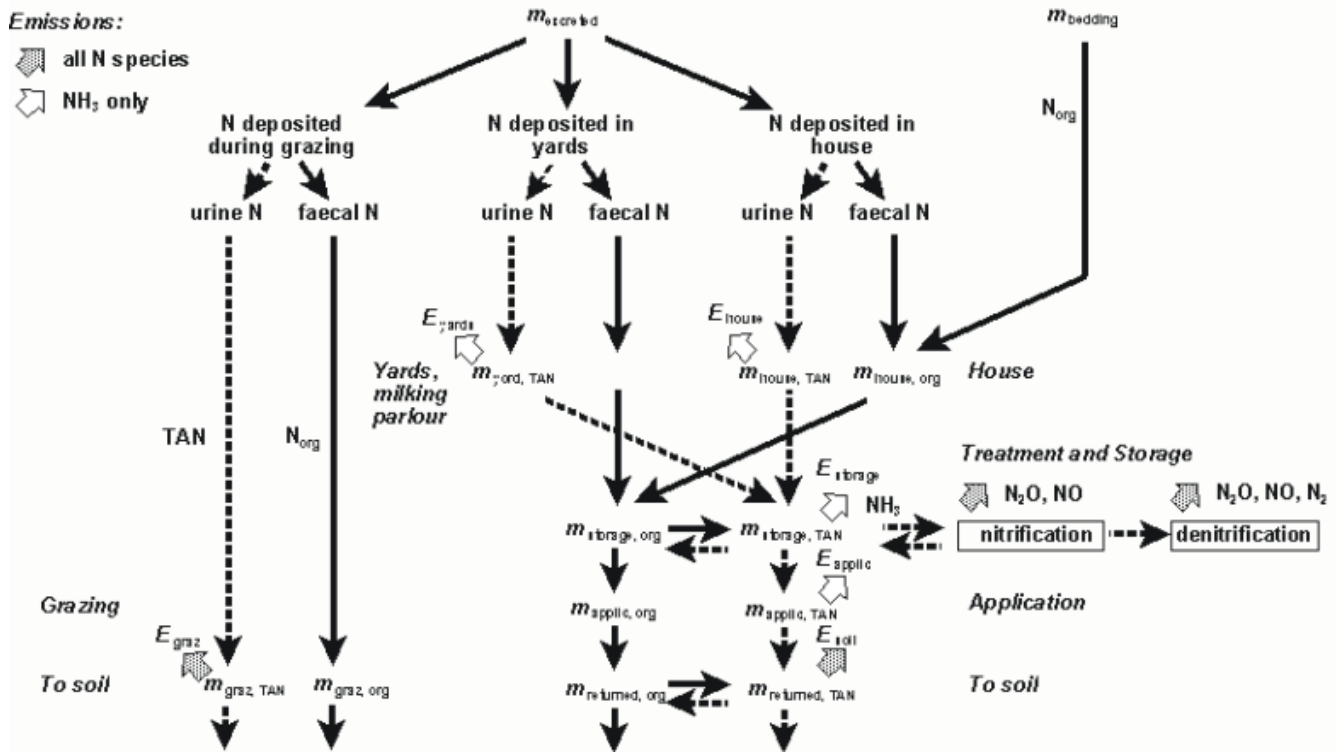 Emissions:
all N species
NH₃ only
m excreted
m bedding
N deposited during grazing
N deposited in yards
N deposited in house
N org
urine N
faecal N
urine N
faecal N
urine N
faecal N
E yards
E house
Yards, milking parlour
m yard, TAN
m house, TAN
m house, org
House
TAN
N org
Treatment and Storage
E storage
NH₃
N₂O, NO
N₂O, NO, N₂
m storage, org
m storage, TAN
nitrification
denitrification
E applic
Grazing
m applic, org
m applic, TAN
Application
E graz
E soil
To soil
m graz, TAN
m graz, org
m returned, org
m returned, TAN
To soil